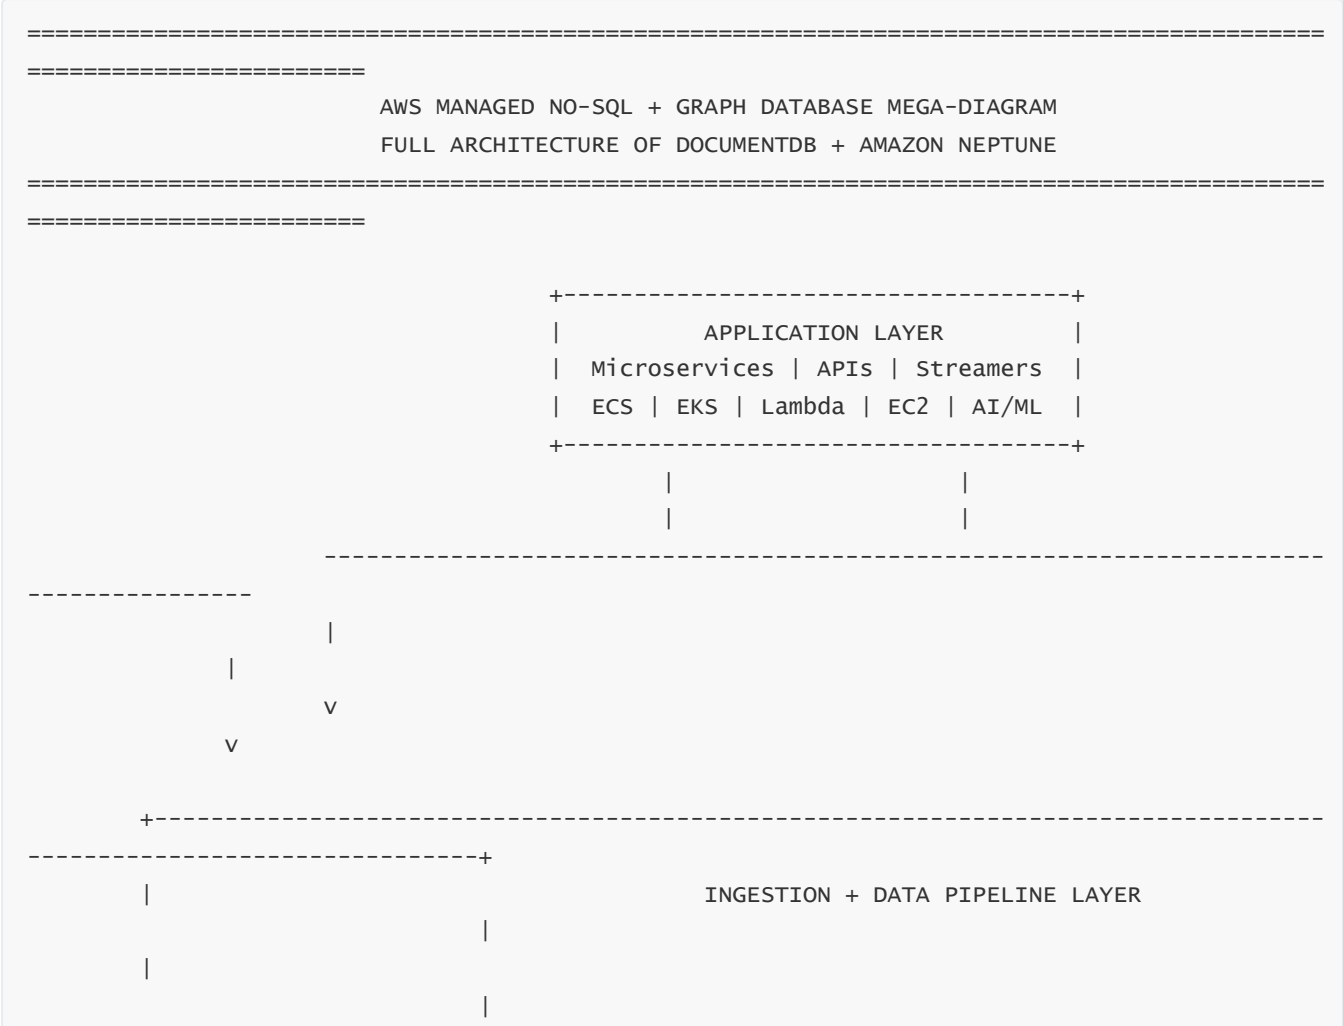 ============================================================================================
========================
                         AWS MANAGED NO-SQL + GRAPH DATABASE MEGA-DIAGRAM
                         FULL ARCHITECTURE OF DOCUMENTDB + AMAZON NEPTUNE
============================================================================================
========================

                                     +------------------------------------+
                                     |          APPLICATION LAYER         |
                                     |  Microservices | APIs | Streamers  |
                                     |  ECS | EKS | Lambda | EC2 | AI/ML  |
                                     +------------------------------------+
                                             |                    |
                                             |                    |
                     -----------------------------------------------------------------------
----------------
                     |
              |
                     v
              v

        +-----------------------------------------------------------------------------------
--------------------------------+
        |                                       INGESTION + DATA PIPELINE LAYER
                                |
        |
                                |